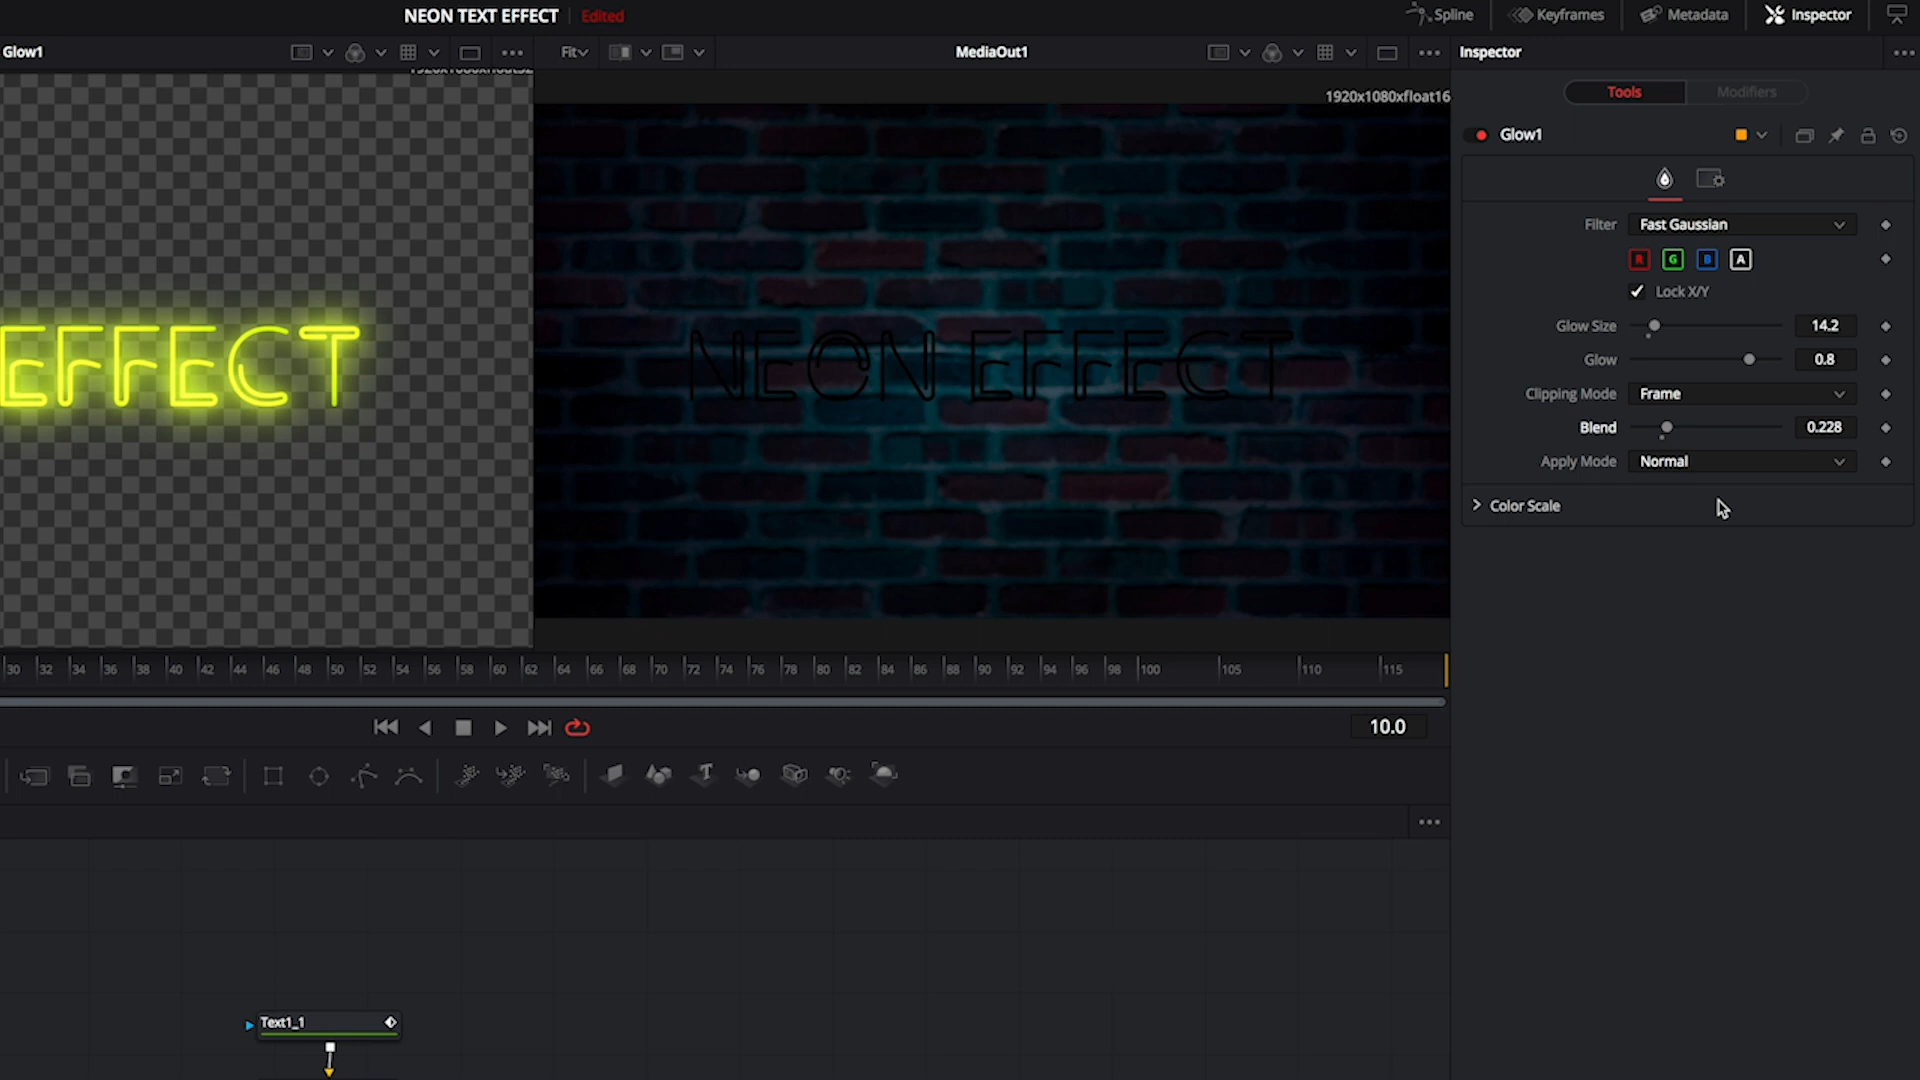 NEON TEXT EFFECT Edited Spline Keyframes Metadata Inspector
Glow1 Fit MediaOut1 Inspector
1920x1080xfloat32
1920x1080xfloat16
Tools Modifiers
Glow1
Filter Fast Gaussian
R G B A
Lock X/Y
Glow Size 14.2
Glow 0.8
Clipping Mode Frame
Blend 0.228
Apply Mode Normal
Color Scale
EFFECT
NEON EFFECT
30 32 34 36 38 40 42 44 46 48 50 52 54 56 58 60 62 64 66 68 70 72 74 76 78 80 82 84 86 88 90 92 94 96 98 100 105 110 115
10.0
T
Text1_1